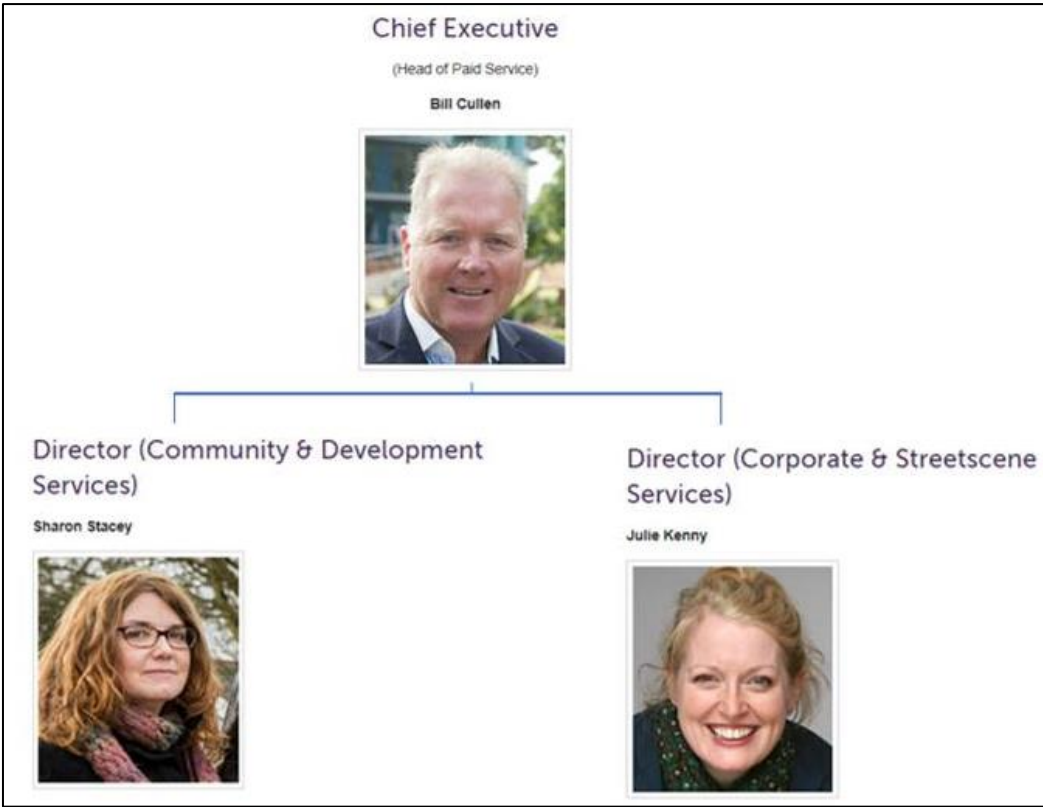 Chief Executive
(Head of Paid Service)
Bill Cullen
Director (Community & Development
Services)
Sharon Stacey
Director (Corporate & Streetscene
Services)
Julie Kenny